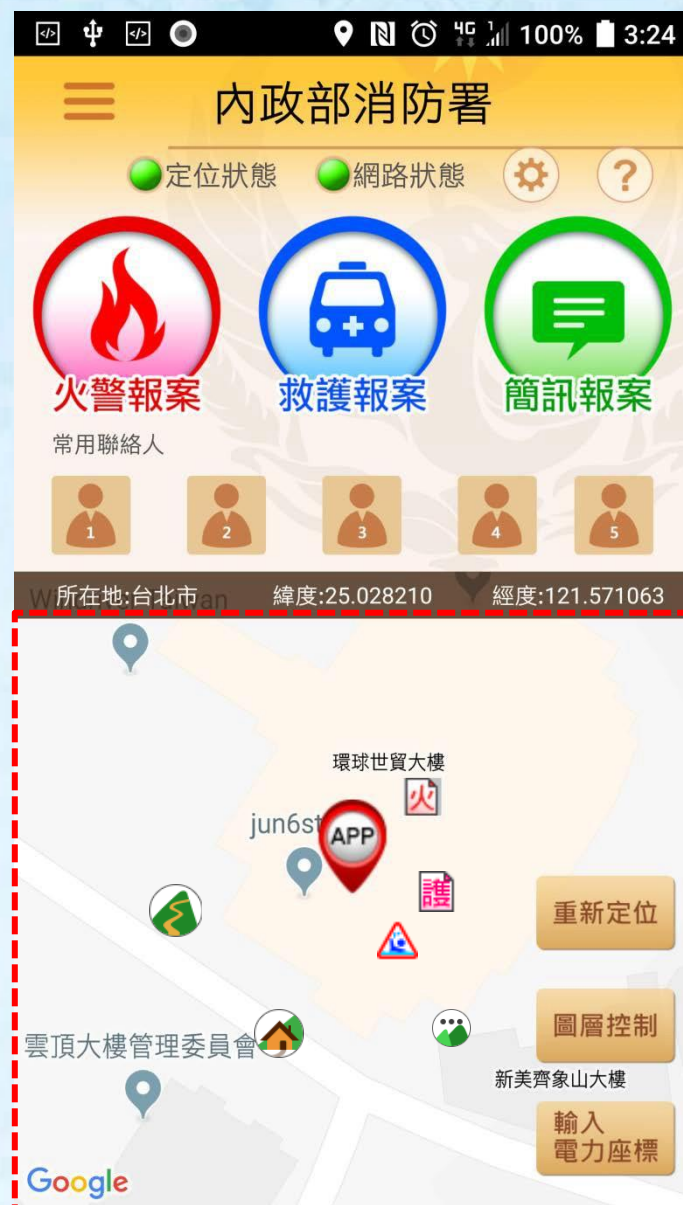 4G 100% 3:24
內政部消防署
定位狀態 網路狀態 ?
火警報案 救護報案 簡訊報案
常用聯絡人
1 2 3 4 5
所在地:台北市 緯度:25.028210 經度:121.571063
環球世貿大樓
火
jun6st
APP
護
重新定位
圖層控制
雲頂大樓管理委員會
新美齊象山大樓
輸入
電力座標
Google